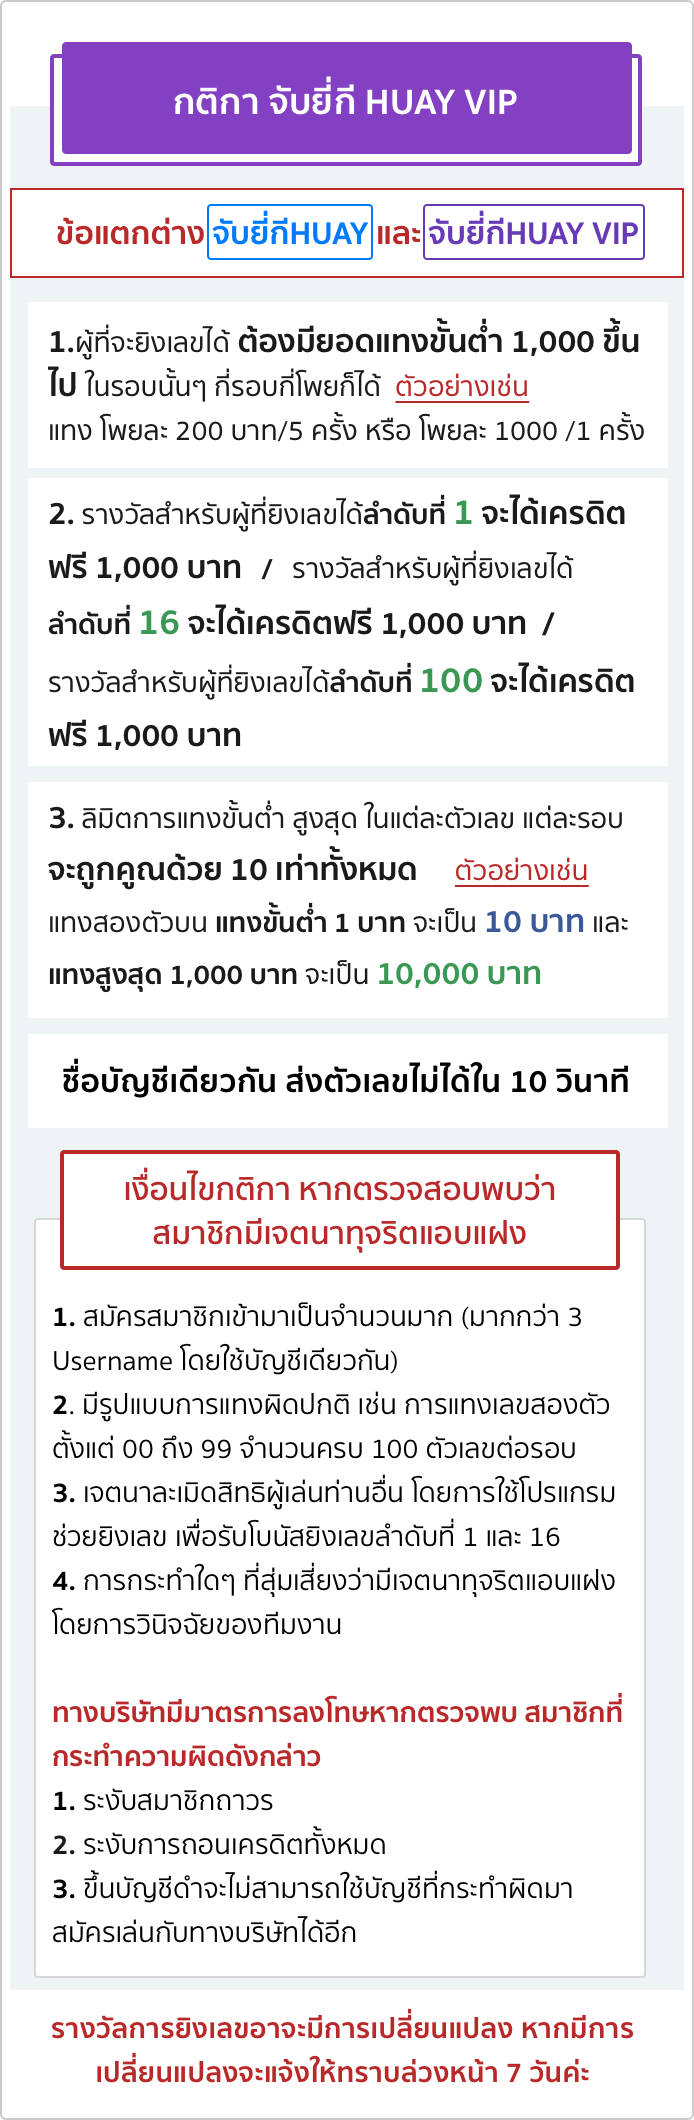 กติกา จับยี่กี HUAY VIP
ข้อแตกต่าง จับยี่กีHUAY และ จับยี่กีHUAY VIP
1.ผู้ที่จะยิงเลขได้ ต้องมียอดแทงขั้นต่ำ 1,000 ขึ้น
ไป ในรอบนั้นๆ กี่รอบกี่โพยก็ได้ ตัวอย่างเช่น
แทง โพยละ 200 บาท/5 ครั้ง หรือ โพยละ 1000 /1 ครั้ง
2. รางวัลสำหรับผู้ที่ยิงเลขได้ลำดับที่ 1 จะได้เครดิต
ฟรี 1,000 บาท / รางวัลสำหรับผู้ที่ยิงเลขได้
ลำดับที่ 16 จะได้เครดิตฟรี 1,000 บาท /
รางวัลสำหรับผู้ที่ยิงเลขได้ลำดับที่ 100 จะได้เครดิต
ฟรี 1,000 บาท
3. ลิมิตการแทงขั้นต่ำ สูงสุด ในแต่ละตัวเลข แต่ละรอบ
จะถูกคูณด้วย 10 เท่าทั้งหมด ตัวอย่างเช่น
แทงสองตัวบน แทงขั้นต่ำ 1 บาท จะเป็น 10 บาท และ
แทงสูงสุด 1,000 บาท จะเป็น 10,000 บาท
ชื่อบัญชีเดียวกัน ส่งตัวเลขไม่ได้ใน 10 วินาที
เงื่อนไขกติกา หากตรวจสอบพบว่า
สมาชิกมีเจตนาทุจริตแอบแฝง
1. สมัครสมาชิกเข้ามาเป็นจำนวนมาก (มากกว่า 3
Username โดยใช้บัญชีเดียวกัน)
2. มีรูปแบบการแทงผิดปกติ เช่น การแทงเลขสองตัว
ตั้งแต่ 00 ถึง 99 จำนวนครบ 100 ตัวเลขต่อรอบ
3. เจตนาละเมิดสิทธิผู้เล่นท่านอื่น โดยการใช้โปรแกรม
ช่วยยิงเลข เพื่อรับโบนัสยิงเลขลำดับที่ 1 และ 16
4. การกระทำใดๆ ที่สุ่มเสี่ยงว่ามีเจตนาทุจริตแอบแฝง
โดยการวินิจฉัยของทีมงาน
ทางบริษัทมีมาตรการลงโทษหากตรวจพบ สมาชิกที่
กระทำความผิดดังกล่าว
1. ระงับสมาชิกถาวร
2. ระงับการถอนเครดิตทั้งหมด
3. ขึ้นบัญชีดำจะไม่สามารถใช้บัญชีที่กระทำผิดมา
สมัครเล่นกับทางบริษัทได้อีก
รางวัลการยิงเลขอาจะมีการเปลี่ยนแปลง หากมีการ
เปลี่ยนแปลงจะแจ้งให้ทราบล่วงหน้า 7 วันค่ะ